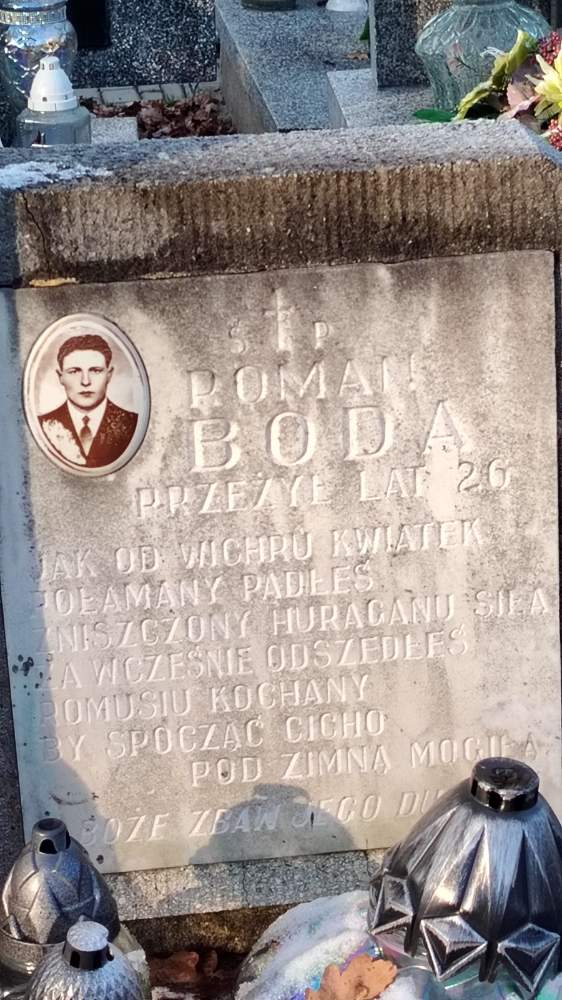 Ś P
ROMAN
BODA
PRZEŻYŁ LAT 26
JAK OD WICHRU KWIATEK
POŁAMANY PADŁEŚ
ZNISZCZONY HURAGANU SIŁA
ZA WCZEŚNIE ODSZEDŁEŚ
ROMUSIU KOCHANY
BY SPOCZĄĆ CICHO
POD ZIMNĄ MOGIŁĄ
BOŻE ZBAW JEGO